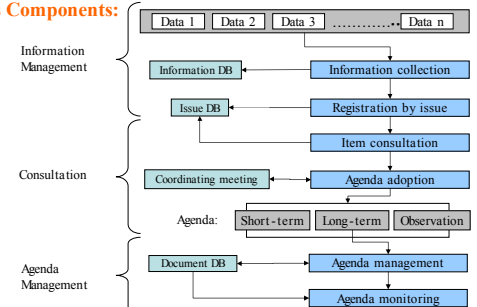 Components:
Data 1 Data 2 Data 3 ............•• Data n
Information
Management
Information DB
Information collection
Issue DB
Registration by issue
Item consultation
Consultation
Coordinating meeting
Agenda adoption
Agenda:
Short-term
Long-term
Observation
Agenda
Management
Document DB
Agenda management
Agenda monitoring